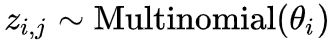 z_{i,j} ∼ Multinomial(θ_i)